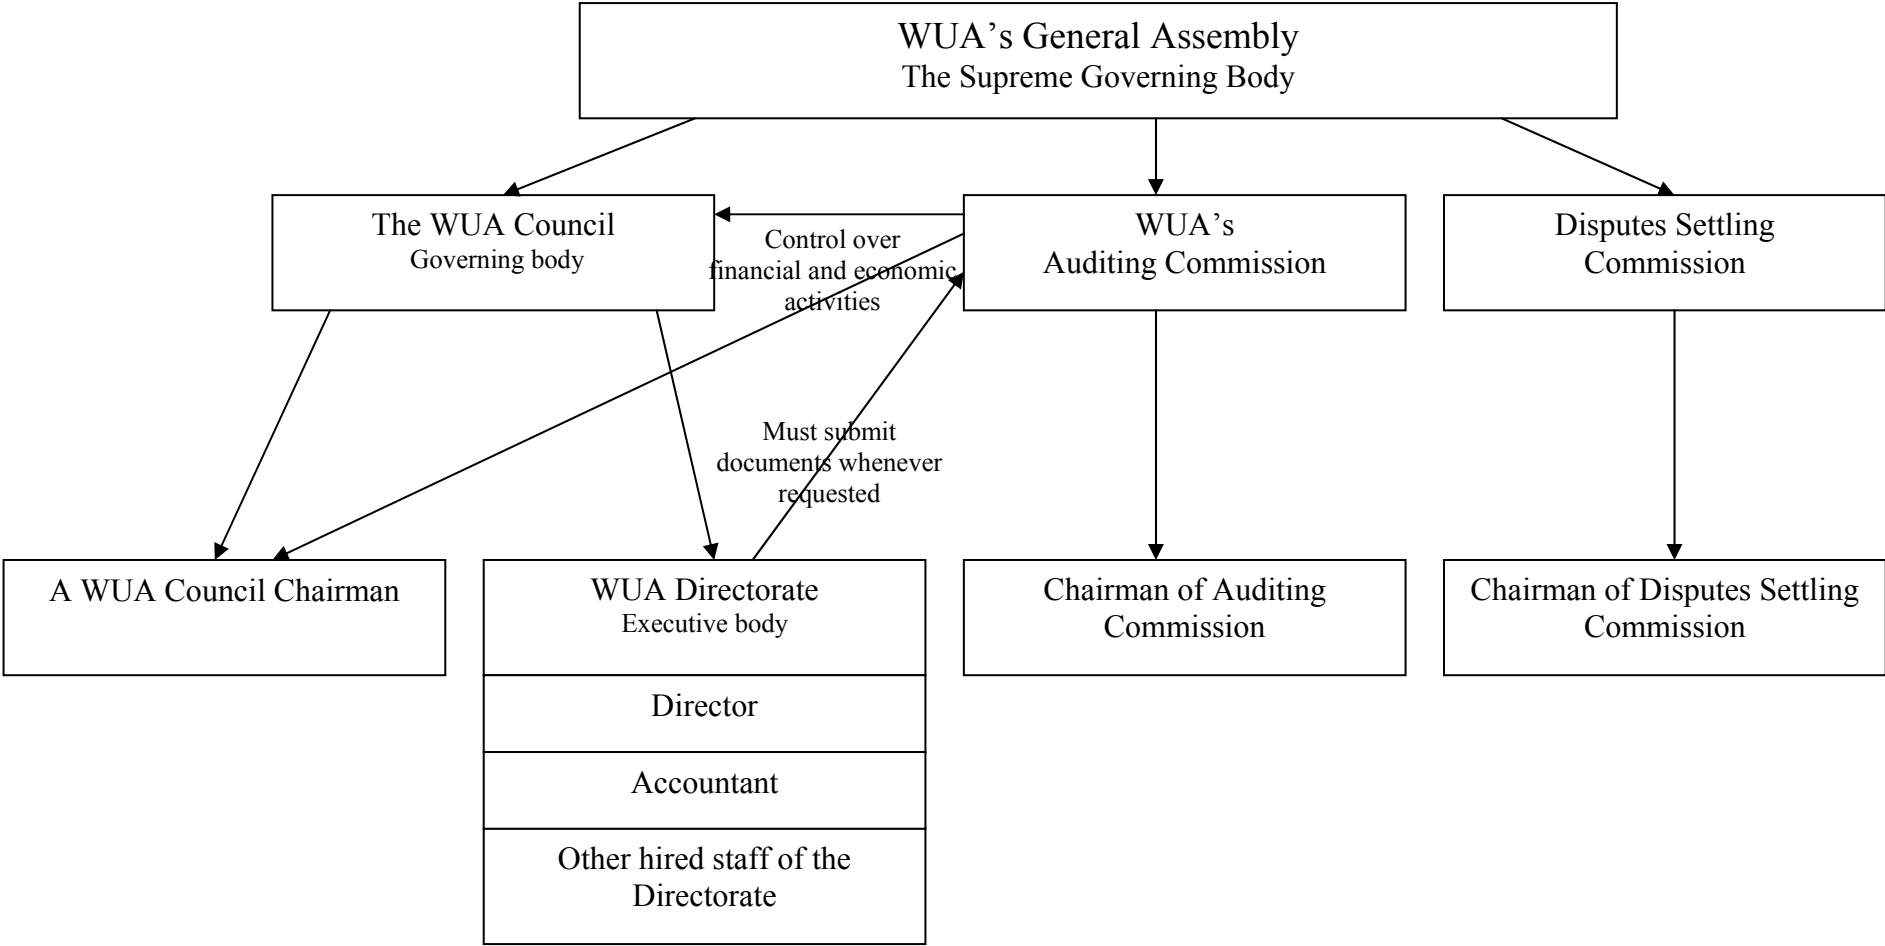 WUA’s General Assembly
The Supreme Governing Body
The WUA Council
Governing body
Control over
financial and economic
activities
WUA’s
Auditing Commission
Disputes Settling
Commission
Must submit
documents whenever
requested
A WUA Council Chairman
WUA Directorate
Executive body
Director
Accountant
Other hired staff of the
Directorate
Chairman of Auditing
Commission
Chairman of Disputes Settling
Commission